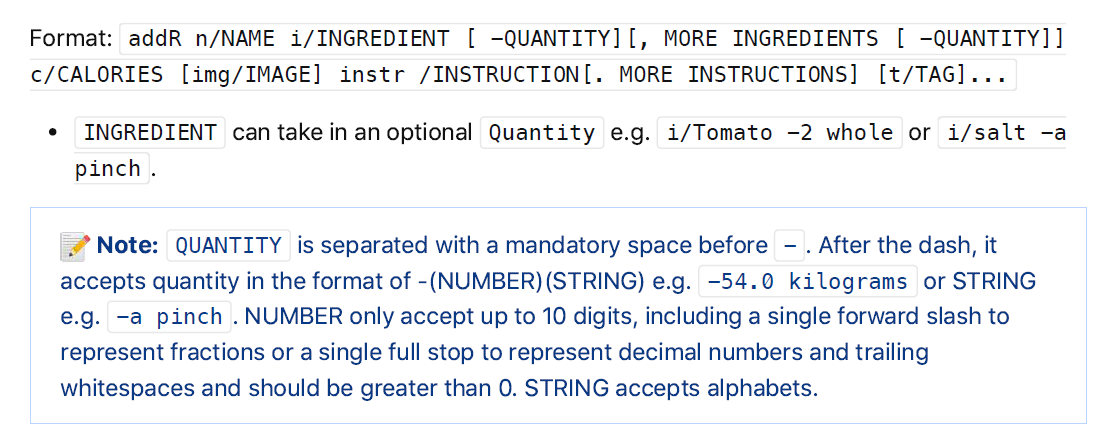 Format: addR n/NAME i/INGREDIENT [ -QUANTITY][, MORE INGREDIENTS [ -QUANTITY]]
c/CALORIES [img/IMAGE] instr /INSTRUCTION[. MORE INSTRUCTIONS] [t/TAG]...
• INGREDIENT can take in an optional Quantity e.g. i/Tomato -2 whole or i/salt -a
pinch .
📝 Note: QUANTITY is separated with a mandatory space before - . After the dash, it
accepts quantity in the format of -(NUMBER)(STRING) e.g. -54.0 kilograms or STRING
e.g. -a pinch . NUMBER only accept up to 10 digits, including a single forward slash to
represent fractions or a single full stop to represent decimal numbers and trailing
whitespaces and should be greater than 0. STRING accepts alphabets.